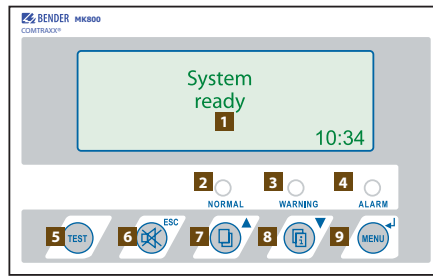 BENDER MK800
COMTRAXX®
System
ready
1
10:34
2
3
4
NORMAL
WARNING
ALARM
5 TEST
6 ESC
7
8
9 MENU